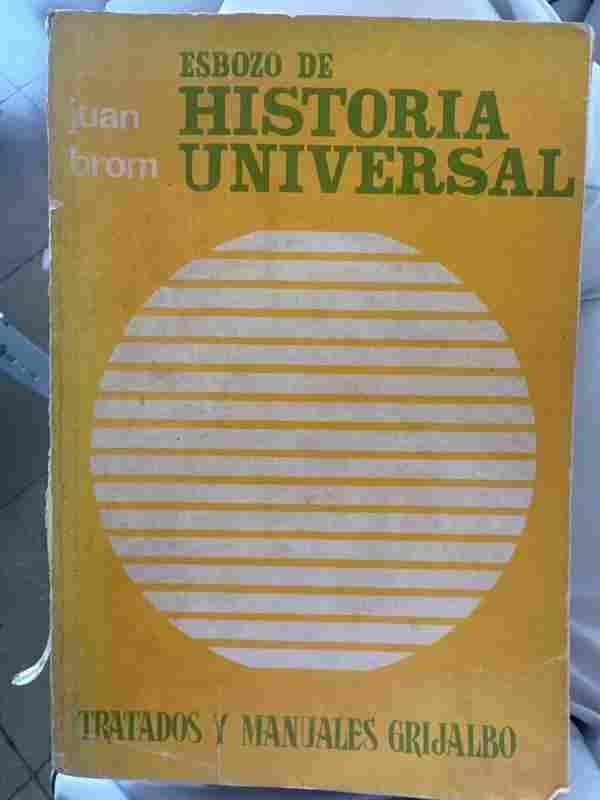 ESBOZO DE
juan
brom
HISTORIA
UNIVERSAL
TRATADOS Y MANUALES GRIJALBO